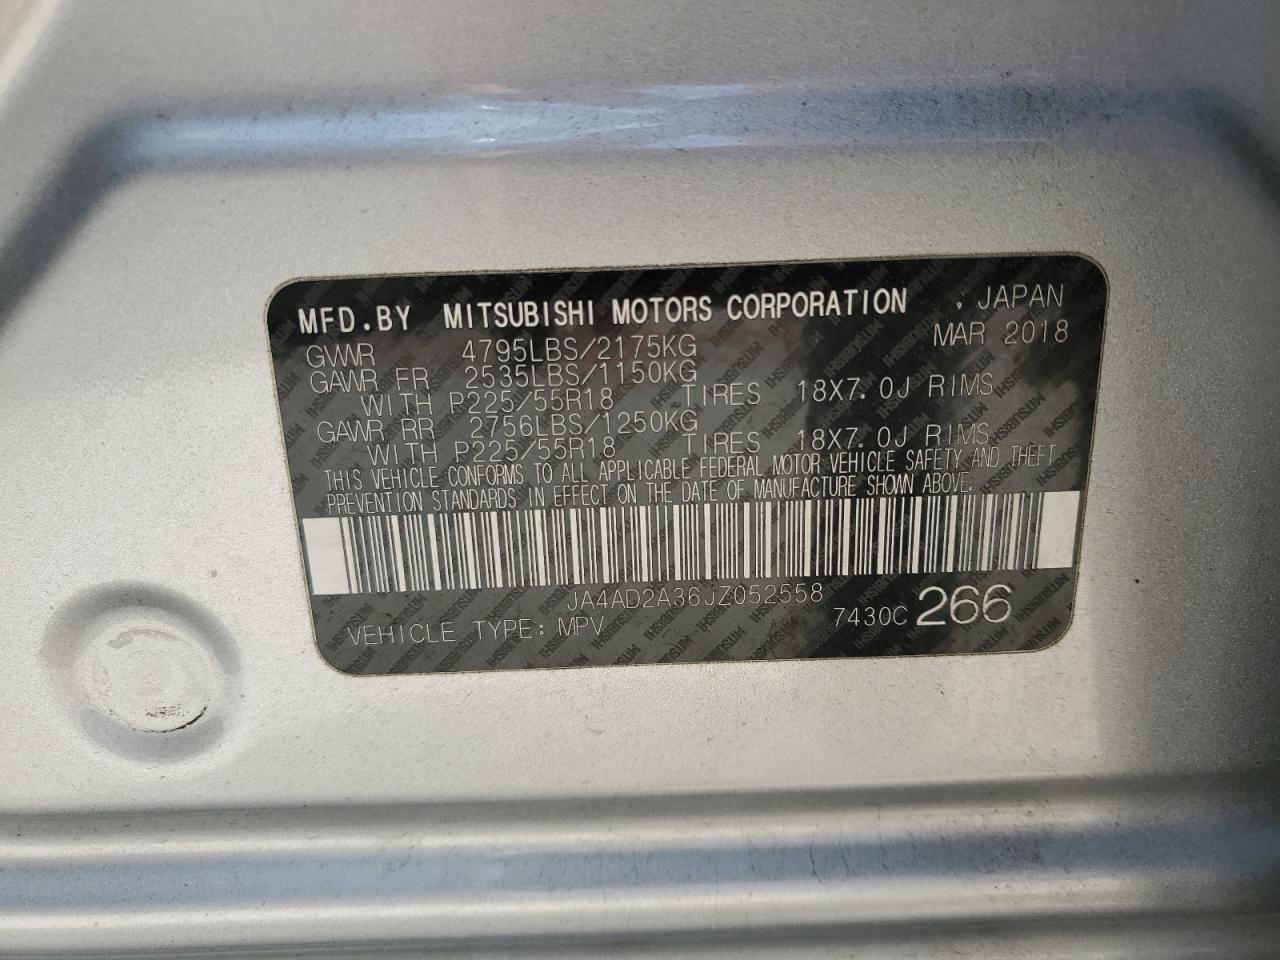 MFD.BY MITSUBISHI MOTORS CORPORATION , JAPAN
GVWR 4795LBS/2175KG MAR 2018
GAWR FR 2535LBS/1150KG
WITH P225/55R18 TIRES 18X7.0J RIMS
GAWR RR 2756LBS/1250KG
WITH P225/55R18 TIRES 18X7.0J RIMS
THIS VEHICLE CONFORMS TO ALL APPLICABLE FEDERAL MOTOR VEHICLE SAFETY AND THEFT
PREVENTION STANDARDS IN EFFECT ON THE DATE OF MANUFACTURE SHOWN ABOVE.
JA4AD2A36JZ052558
VEHICLE TYPE: MPV 7430C 266